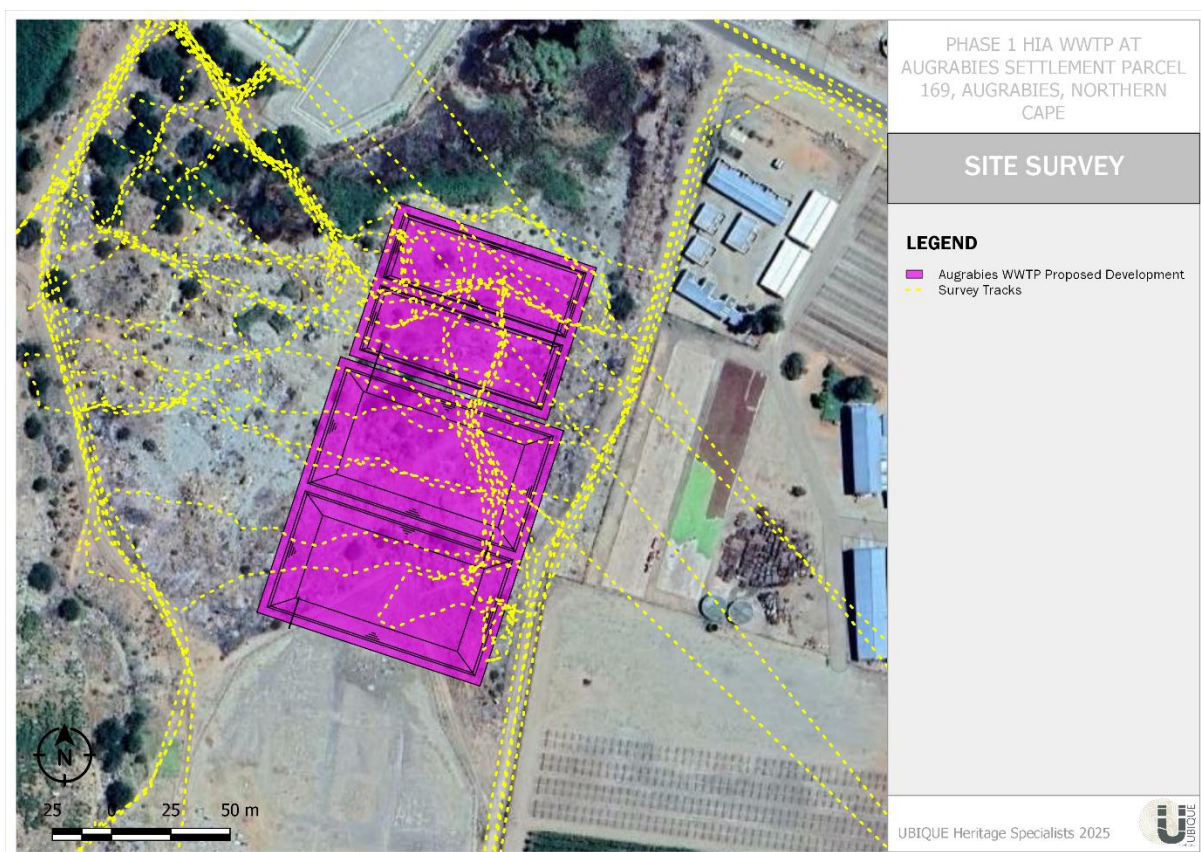 PHASE 1 HIA WWTP AT
AUGRABIES SETTLEMENT PARCEL
169, AUGRABIES, NORTHERN
CAPE
SITE SURVEY
LEGEND
Augrabies WWTP Proposed Development
Survey Tracks
N
25 0 25 50 m
UBIQUE Heritage Specialists 2025
UBIQUE